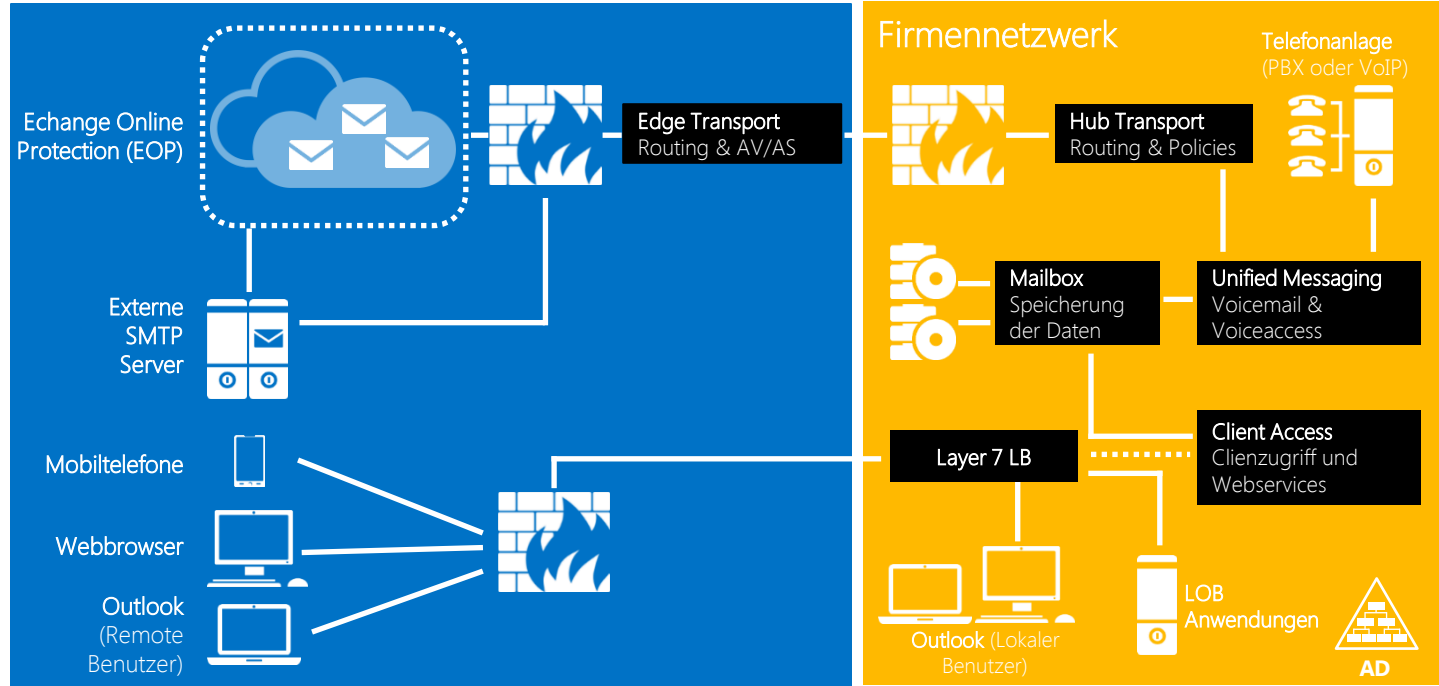 Echange Online
Protection (EOP)
Edge Transport
Routing & AV/AS
Externe
SMTP
Server
Mobiltelefone
Webbrowser
Outlook
(Remote
Benutzer)
Firmennetzwerk
Telefonanlage
(PBX oder VoIP)
Hub Transport
Routing & Policies
Mailbox
Speicherung
der Daten
Unified Messaging
Voicemail &
Voiceaccess
Layer 7 LB
Client Access
Clienzugriff und
Webservices
Outlook (Lokaler
Benutzer)
LOB
Anwendungen
AD